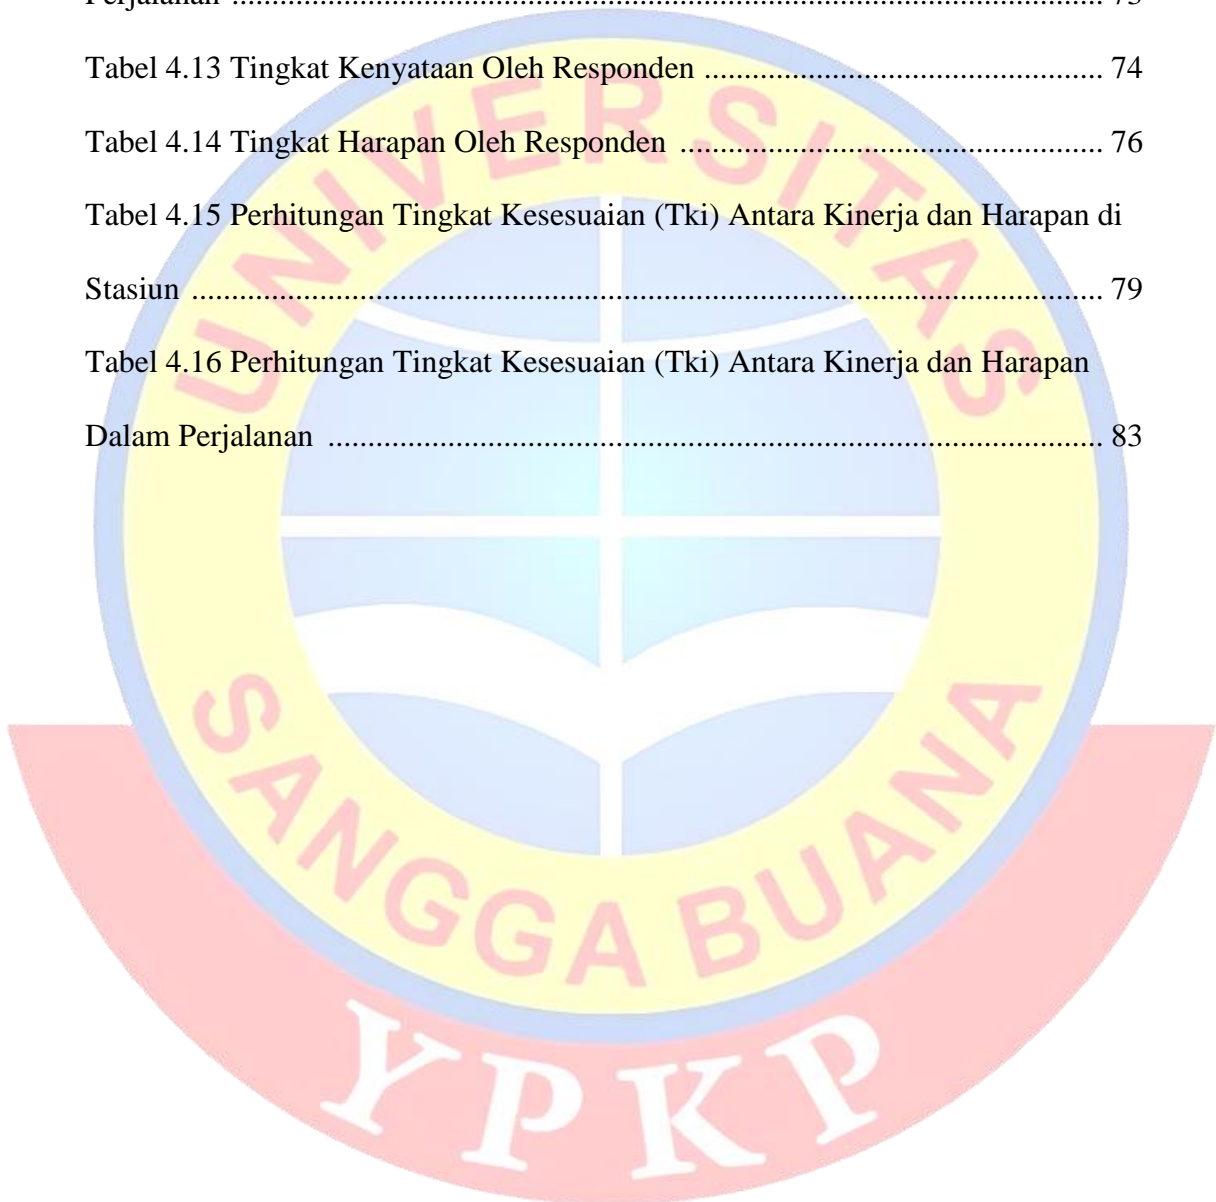 Perjalanan ............................................................................................................. 73
Tabel 4.13 Tingkat Kenyataan Oleh Responden .................................................. 74
Tabel 4.14 Tingkat Harapan Oleh Responden ..................................................... 76
Tabel 4.15 Perhitungan Tingkat Kesesuaian (Tki) Antara Kinerja dan Harapan di
Stasiun .................................................................................................................. 79
Tabel 4.16 Perhitungan Tingkat Kesesuaian (Tki) Antara Kinerja dan Harapan
Dalam Perjalanan ................................................................................................. 83
UNIVERSITAS
SANGGA BUANA
YPKP